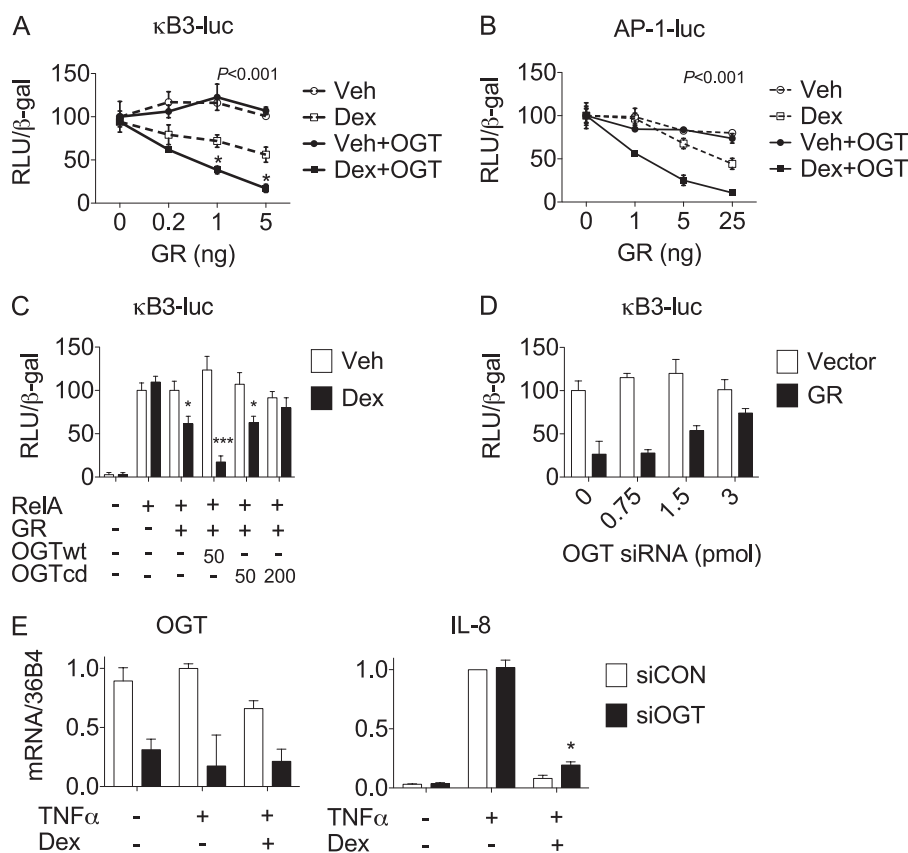 A
κB3-luc
P<0.001
RLU/β-gal
150
100
50
0
0 0.2 1 5
GR (ng)
* *
Veh
Dex
Veh+OGT
Dex+OGT
B
AP-1-luc
P<0.001
RLU/β-gal
150
100
50
0
0 1 5 25
GR (ng)
Veh
Dex
Veh+OGT
Dex+OGT
C
κB3-luc
RLU/β-gal
150
100
50
0
* *** *
Veh
Dex
RelA - + + + + +
GR - - + + + +
OGTwt - - - 50 - -
OGTcd - - - - 50 200
D
κB3-luc
RLU/β-gal
150
100
50
0
0 0.75 1.5 3
OGT siRNA (pmol)
Vector
GR
E
OGT
mRNA/36B4
1.0
0.5
0.0
TNFα - + +
Dex - - +
IL-8
1.0
0.5
0.0
*
TNFα - + +
Dex - - +
siCON
siOGT